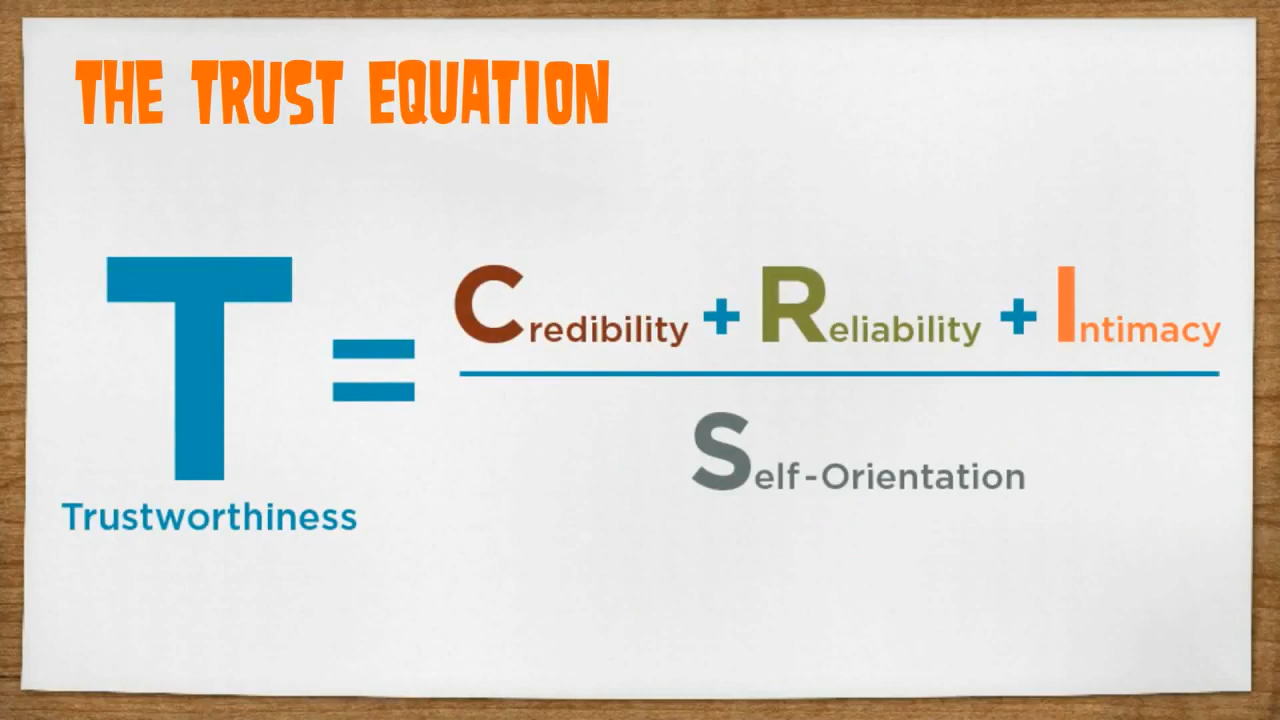 THE TRUST EQUATION
T = Credibility + Reliability + Intimacy
Self-Orientation
Trustworthiness